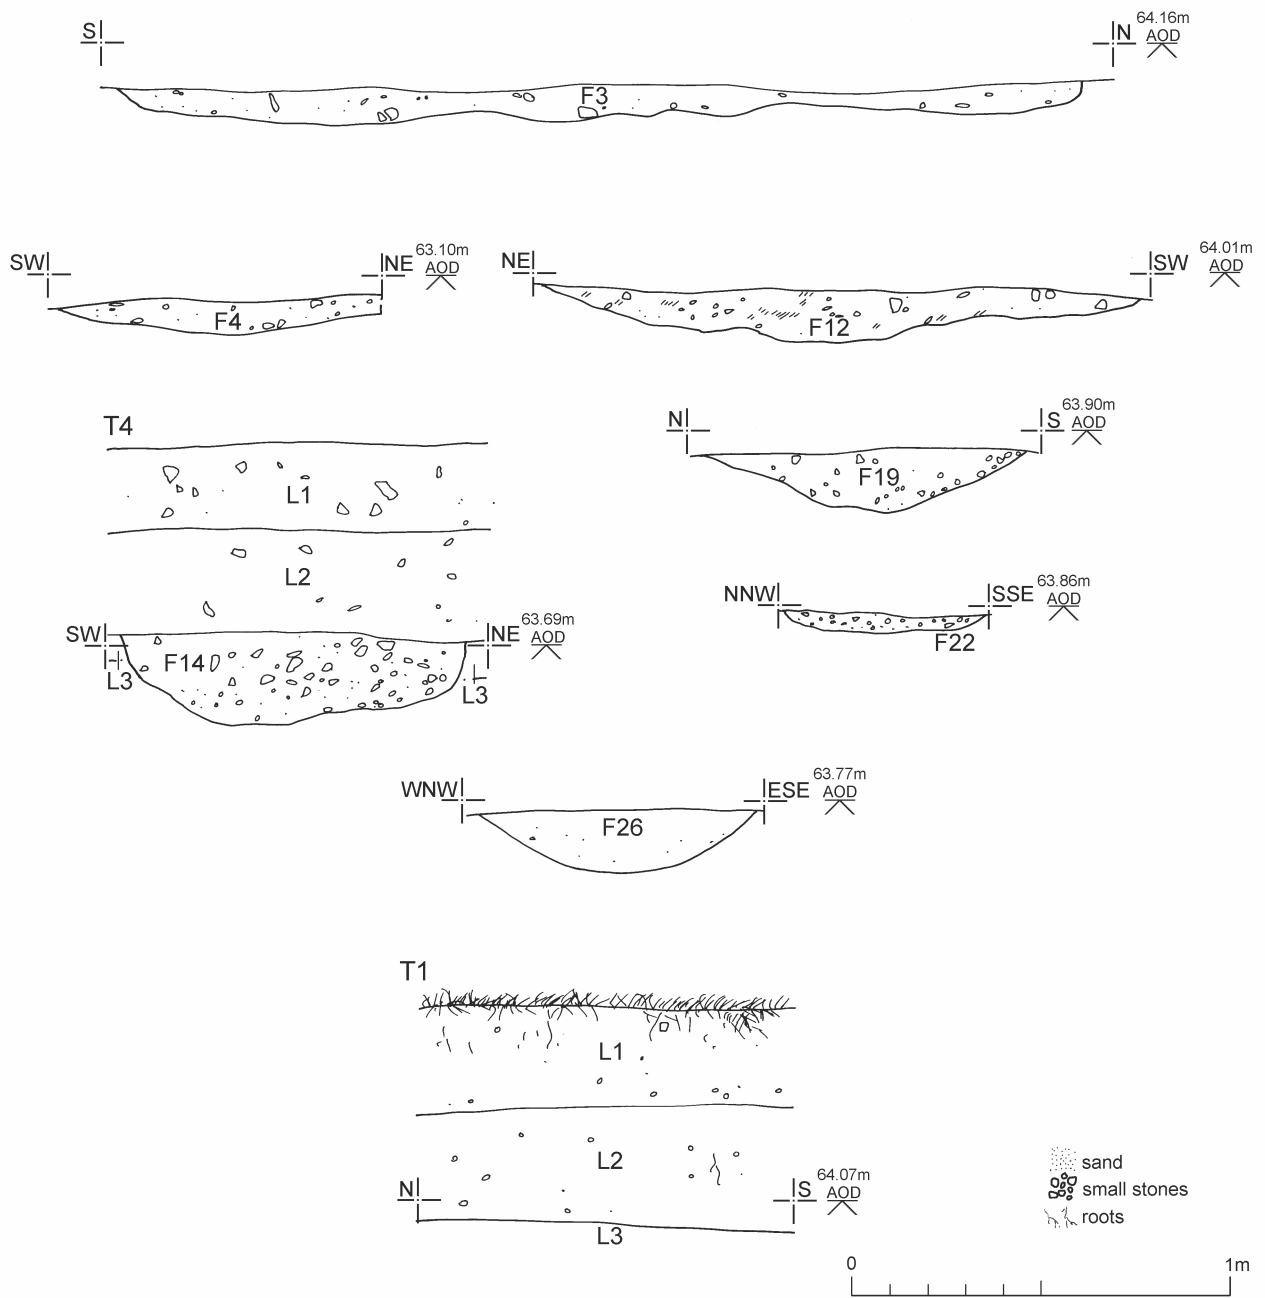 S
N
64.16m
AOD
F3
SW
NE
63.10m
AOD
F4
NE
SW
64.01m
AOD
F12
T4
L1
L2
SW
NE
63.69m
AOD
F14
L3
L3
N
S
63.90m
AOD
F19
NNW
SSE
63.86m
AOD
F22
WNW
ESE
63.77m
AOD
F26
T1
L1
L2
N
S
64.07m
AOD
L3
sand
small stones
roots
0
1m